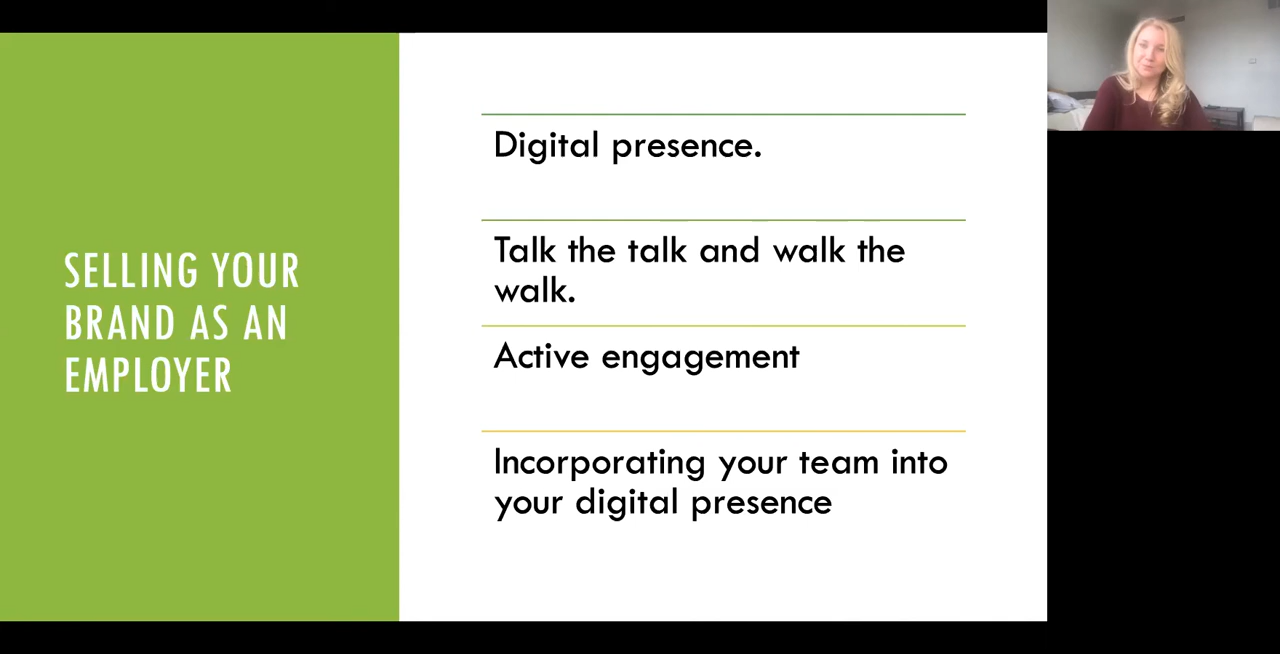 SELLING YOUR
BRAND AS AN
EMPLOYER
Digital presence.
Talk the talk and walk the
walk.
Active engagement
Incorporating your team into
your digital presence